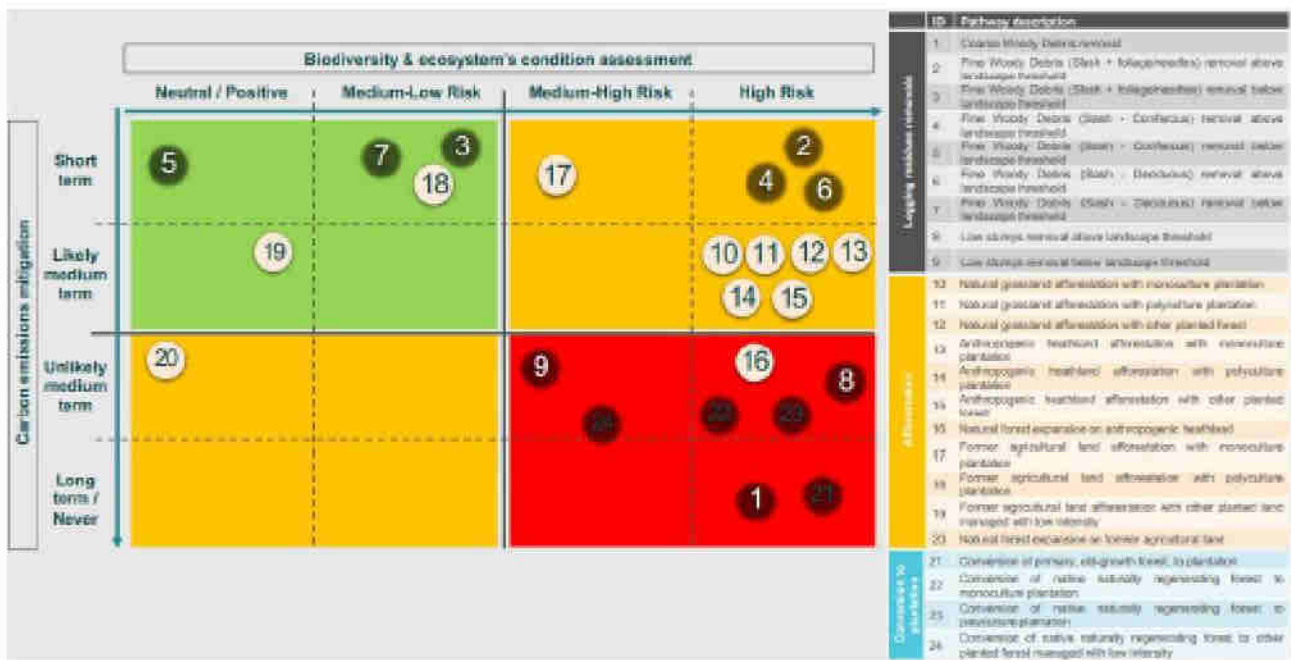 Biodiversity & ecosystem's condition assessment
Neutral / Positive
Medium-Low Risk
Medium-High Risk
High Risk
Carbon emissions mitigation
Short
term
5
7
3
18
17
2
4
6
Likely
medium
term
19
10
11
12
13
14
15
Unlikely
medium
term
20
9
24
16
8
22
23
Long
term /
Never
1
21
ID Pathway description
Logging residues removals
1 Coarse Woody Debris removal
2 Fine Woody Debris (Slash + foliage/needles) removal above
landscape threshold
3 Fine Woody Debris (Slash + foliage/needles) removal below
landscape threshold
4 Fine Woody Debris (Slash - Coniferous) removal above
landscape threshold
5 Fine Woody Debris (Slash - Coniferous) removal below
landscape threshold
6 Fine Woody Debris (Slash - Deciduous) removal above
landscape threshold
7 Fine Woody Debris (Slash - Deciduous) removal below
landscape threshold
8 Low stumps removal above landscape threshold
9 Low stumps removal below landscape threshold
Afforestation
10 Natural grassland afforestation with monoculture plantation
11 Natural grassland afforestation with polyculture plantation
12 Natural grassland afforestation with other planted forest
13 Anthropogenic heathland afforestation with monoculture
plantation
14 Anthropogenic heathland afforestation with polyculture
plantation
15 Anthropogenic heathland afforestation with other planted
forest
16 Natural forest expansion on anthropogenic heathland
17 Former agricultural land afforestation with monoculture
plantation
18 Former agricultural land afforestation with polyculture
plantation
19 Former agricultural land afforestation with other planted land
managed with low intensity
20 Natural forest expansion on former agricultural land
Conversion to
plantation
21 Conversion of primary, old-growth forest, to plantation
22 Conversion of native naturally regenerating forest to
monoculture plantation
23 Conversion of native naturally regenerating forest to
polyculture plantation
24 Conversion of native naturally regenerating forest to other
planted forest managed with low intensity